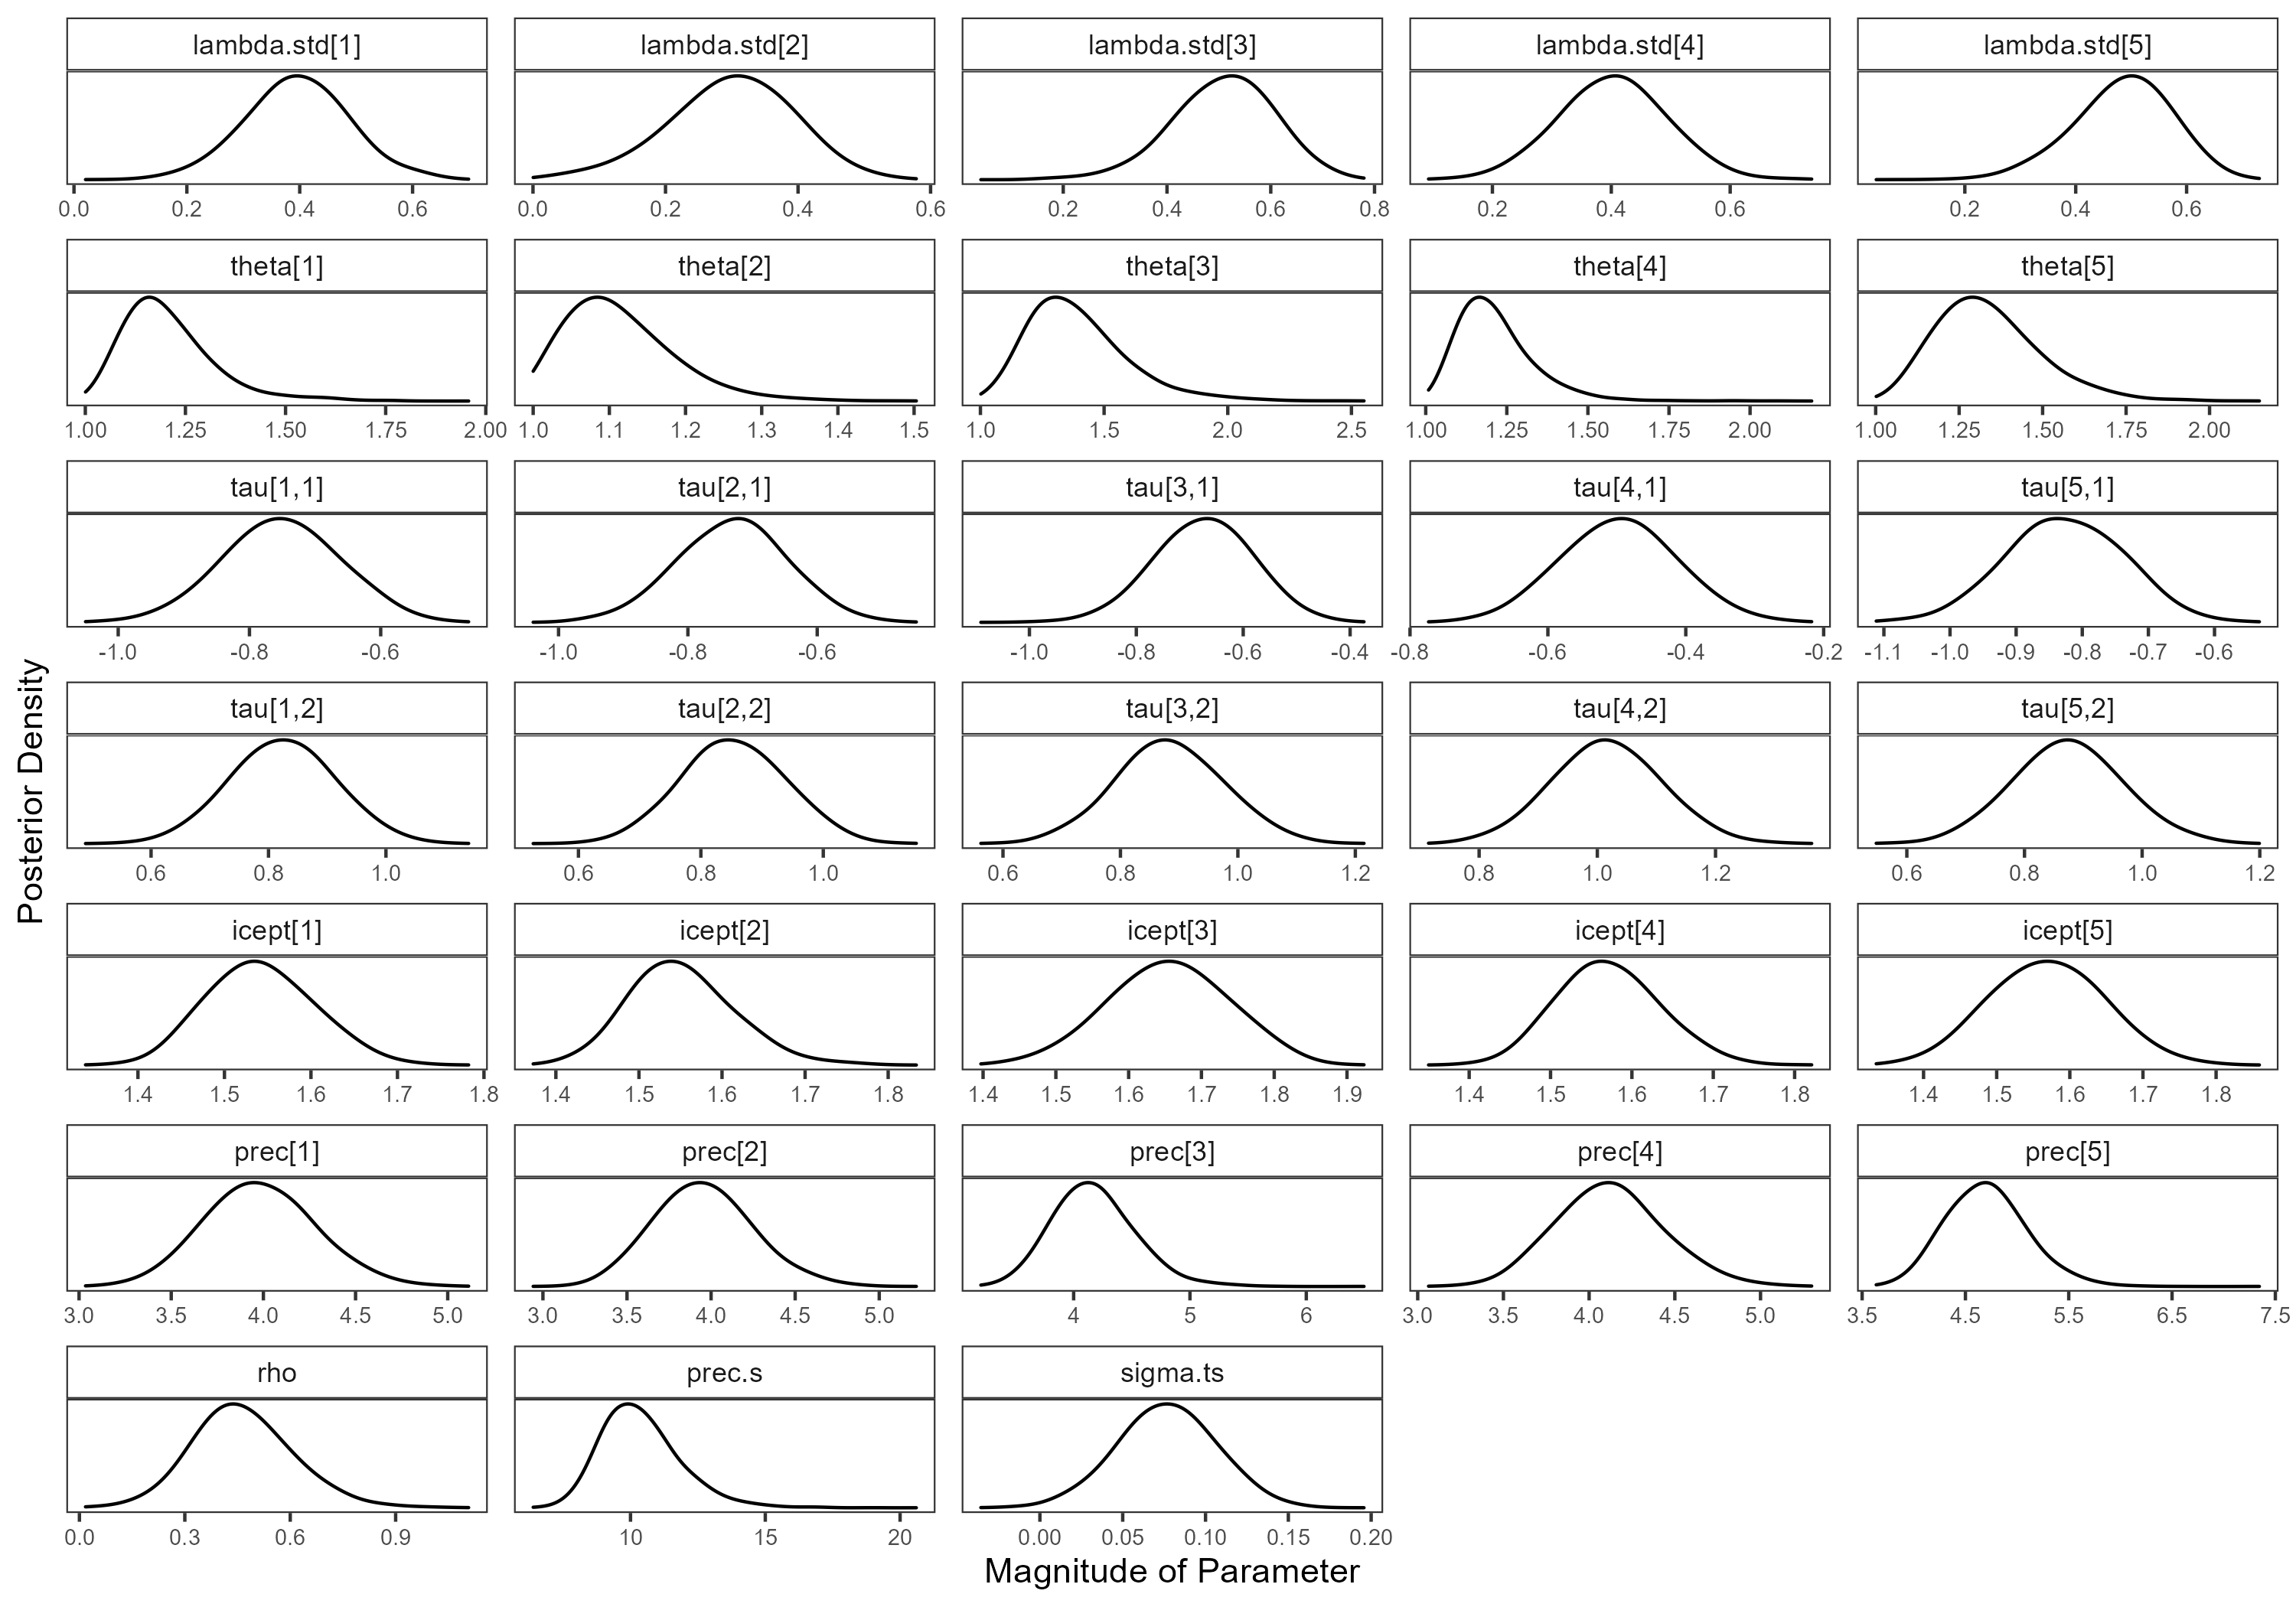 lambda.std[1] lambda.std[2] lambda.std[3] lambda.std[4] lambda.std[5]
0.0 0.2 0.4 0.6 0.0 0.2 0.4 0.6 0.2 0.4 0.6 0.8 0.2 0.4 0.6 0.2 0.4 0.6
theta[1] theta[2] theta[3] theta[4] theta[5]
1.00 1.25 1.50 1.75 2.00 1.0 1.1 1.2 1.3 1.4 1.5 1.0 1.5 2.0 2.5 1.00 1.25 1.50 1.75 2.00 1.00 1.25 1.50 1.75 2.00
tau[1,1] tau[2,1] tau[3,1] tau[4,1] tau[5,1]
-1.0 -0.8 -0.6 -1.0 -0.8 -0.6 -1.0 -0.8 -0.6 -0.4 -0.8 -0.6 -0.4 -0.2 -1.1 -1.0 -0.9 -0.8 -0.7 -0.6
tau[1,2] tau[2,2] tau[3,2] tau[4,2] tau[5,2]
0.6 0.8 1.0 0.6 0.8 1.0 0.6 0.8 1.0 1.2 0.8 1.0 1.2 0.6 0.8 1.0 1.2
Posterior Density
icept[1] icept[2] icept[3] icept[4] icept[5]
1.4 1.5 1.6 1.7 1.8 1.4 1.5 1.6 1.7 1.8 1.4 1.5 1.6 1.7 1.8 1.9 1.4 1.5 1.6 1.7 1.8 1.4 1.5 1.6 1.7 1.8
prec[1] prec[2] prec[3] prec[4] prec[5]
3.0 3.5 4.0 4.5 5.0 3.0 3.5 4.0 4.5 5.0 4 5 6 3.0 3.5 4.0 4.5 5.0 3.5 4.5 5.5 6.5 7.5
rho prec.s sigma.ts
0.0 0.3 0.6 0.9 10 15 20 0.00 0.05 0.10 0.15 0.20
Magnitude of Parameter